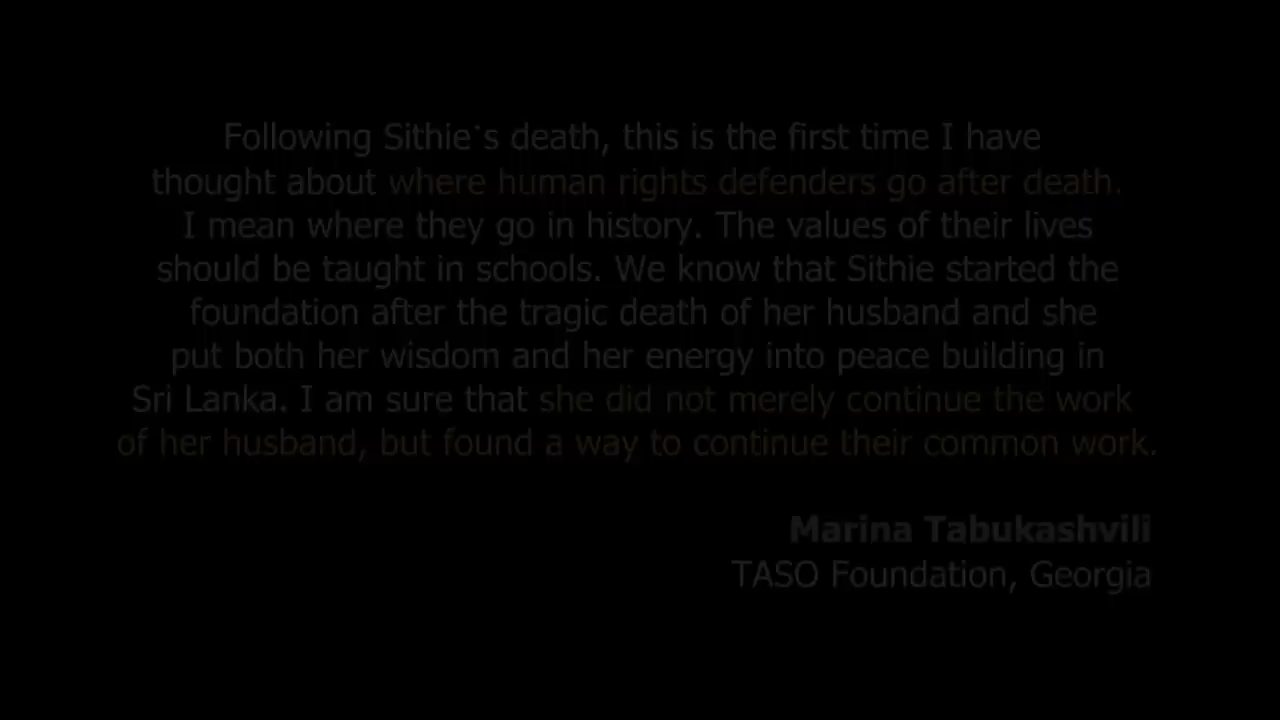 Following Sithie´s death, this is the first time I have
thought about where human rights defenders go after death.
I mean where they go in history. The values of their lives
should be taught in schools. We know that Sithie started the
foundation after the tragic death of her husband and she
put both her wisdom and her energy into peace building in
Sri Lanka. I am sure that she did not merely continue the work
of her husband, but found a way to continue their common work.
Marina Tabukashvili
TASO Foundation, Georgia